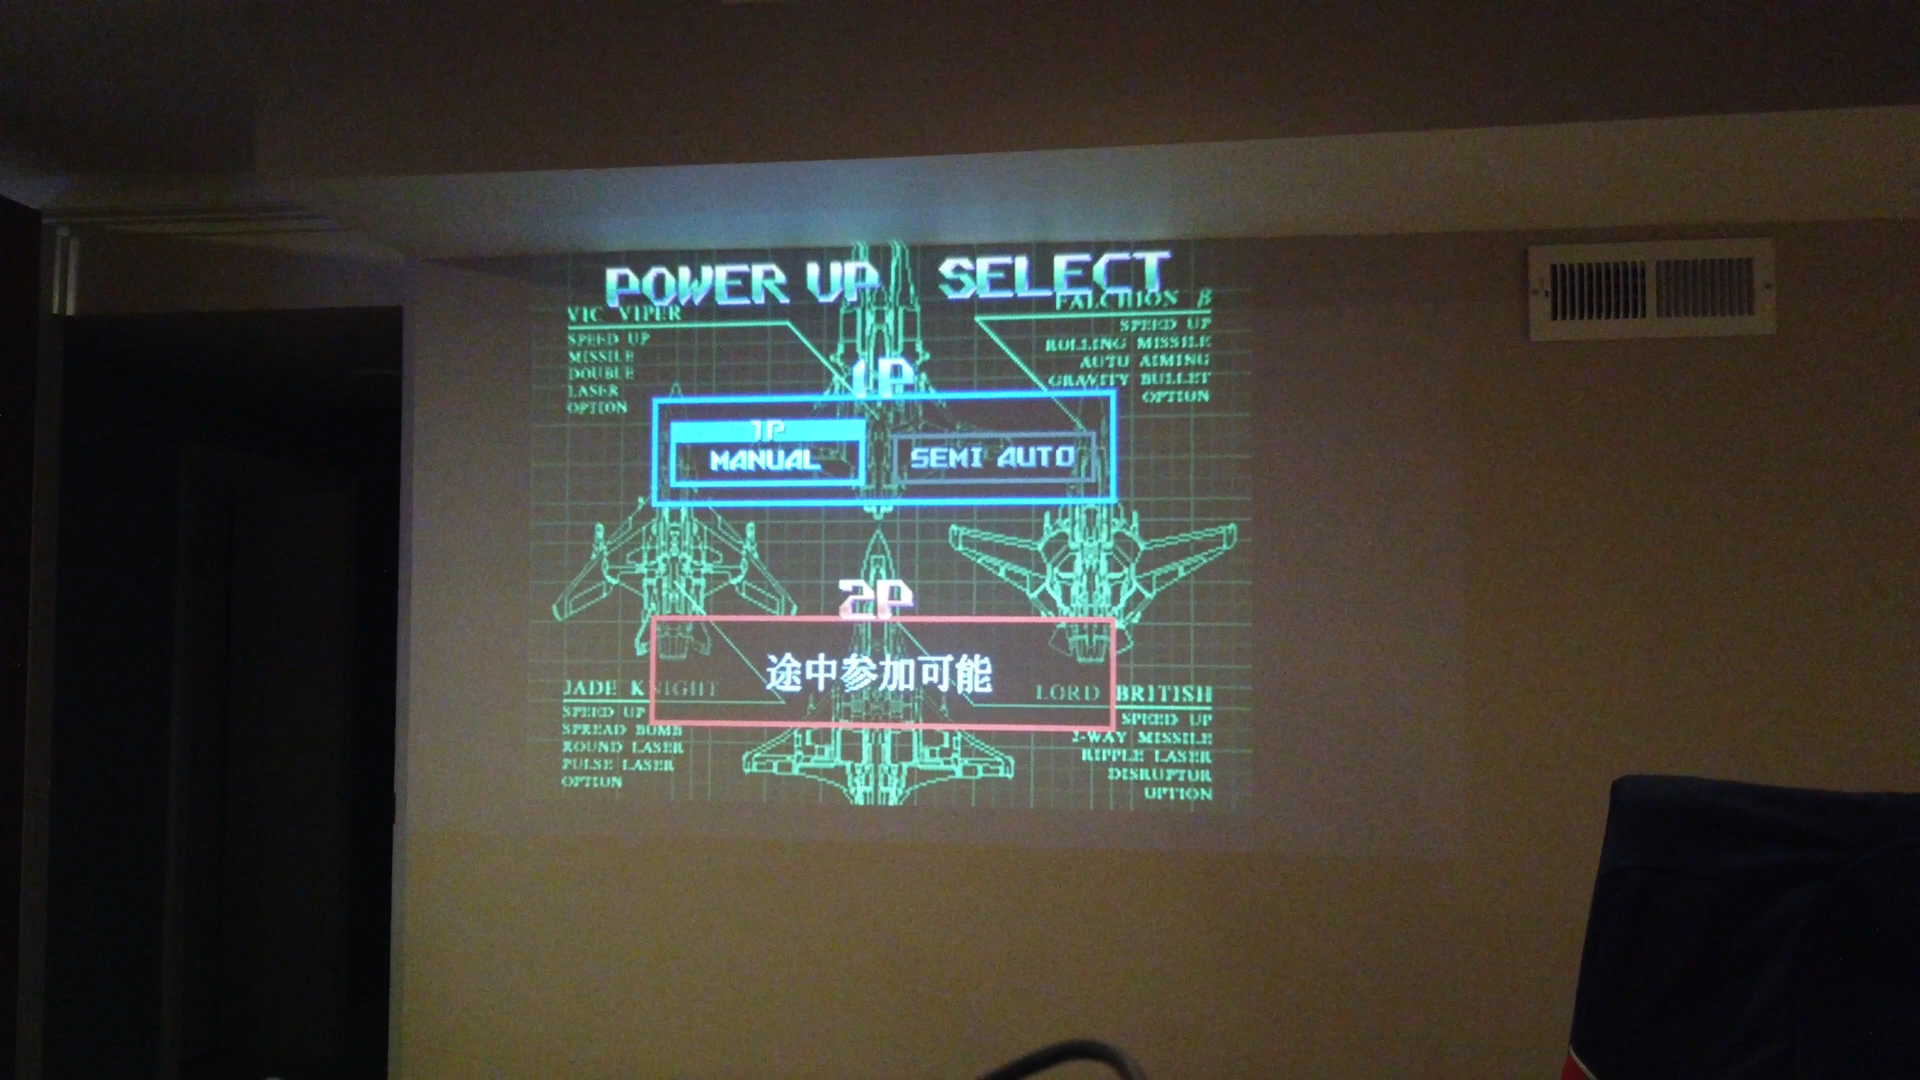 POWER UP SELECT
VIC VIPER
SPEED UP
MISSILE
DOUBLE
LASER
OPTION
FALCHION β
SPEED UP
ROLLING MISSILE
AUTO AIMING
GRAVITY BULLET
OPTION
1P
1P
MANUAL
SEMI AUTO
2P
途中参加可能
JADE KNIGHT
SPEED UP
SPREAD BOMB
ROUND LASER
PULSE LASER
OPTION
LORD BRITISH
SPEED UP
2-WAY MISSILE
RIPPLE LASER
DISRUPTOR
OPTION